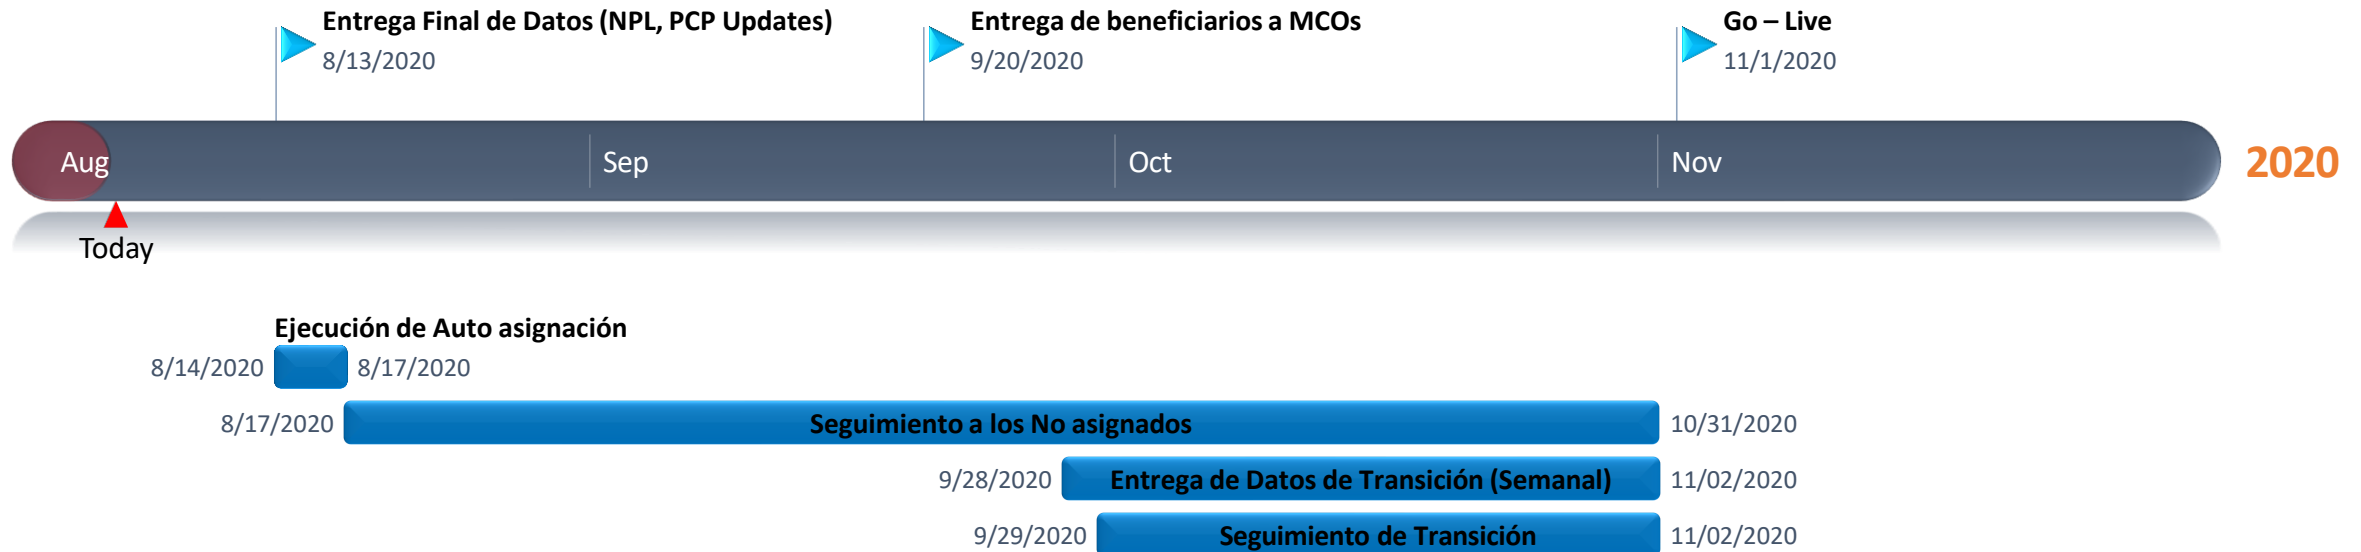 Entrega Final de Datos (NPL, PCP Updates)
8/13/2020
Entrega de beneficiarios a MCOs
9/20/2020
Go – Live
11/1/2020
Aug
Sep
Oct
Nov
2020
Today
Ejecución de Auto asignación
8/14/2020
8/17/2020
8/17/2020
Seguimiento a los No asignados
10/31/2020
9/28/2020
Entrega de Datos de Transición (Semanal)
11/02/2020
9/29/2020
Seguimiento de Transición
11/02/2020